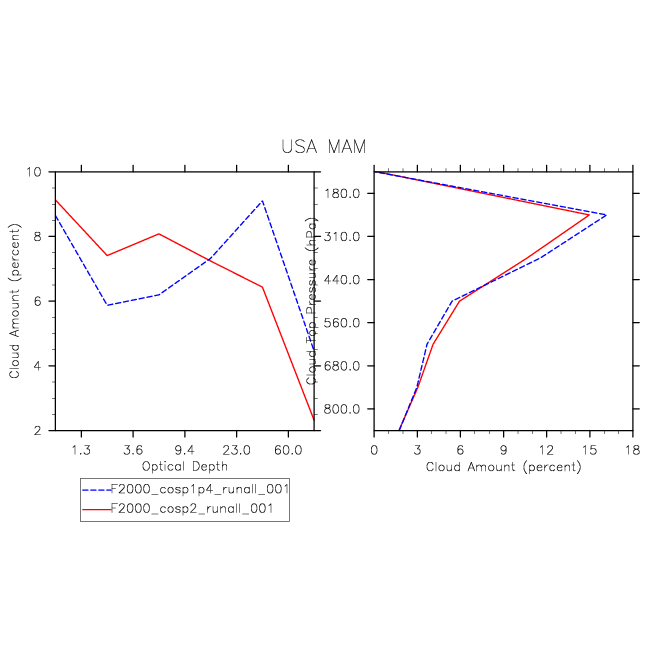 USA MAM
Cloud Amount (percent)
10
8
6
4
2
1.3 3.6 9.4 23.0 60.0
Optical Depth
Cloud Top Pressure (hPa)
180.0
310.0
440.0
560.0
680.0
800.0
0 3 6 9 12 15 18
Cloud Amount (percent)
F2000_cosp1p4_runall_001
F2000_cosp2_runall_001